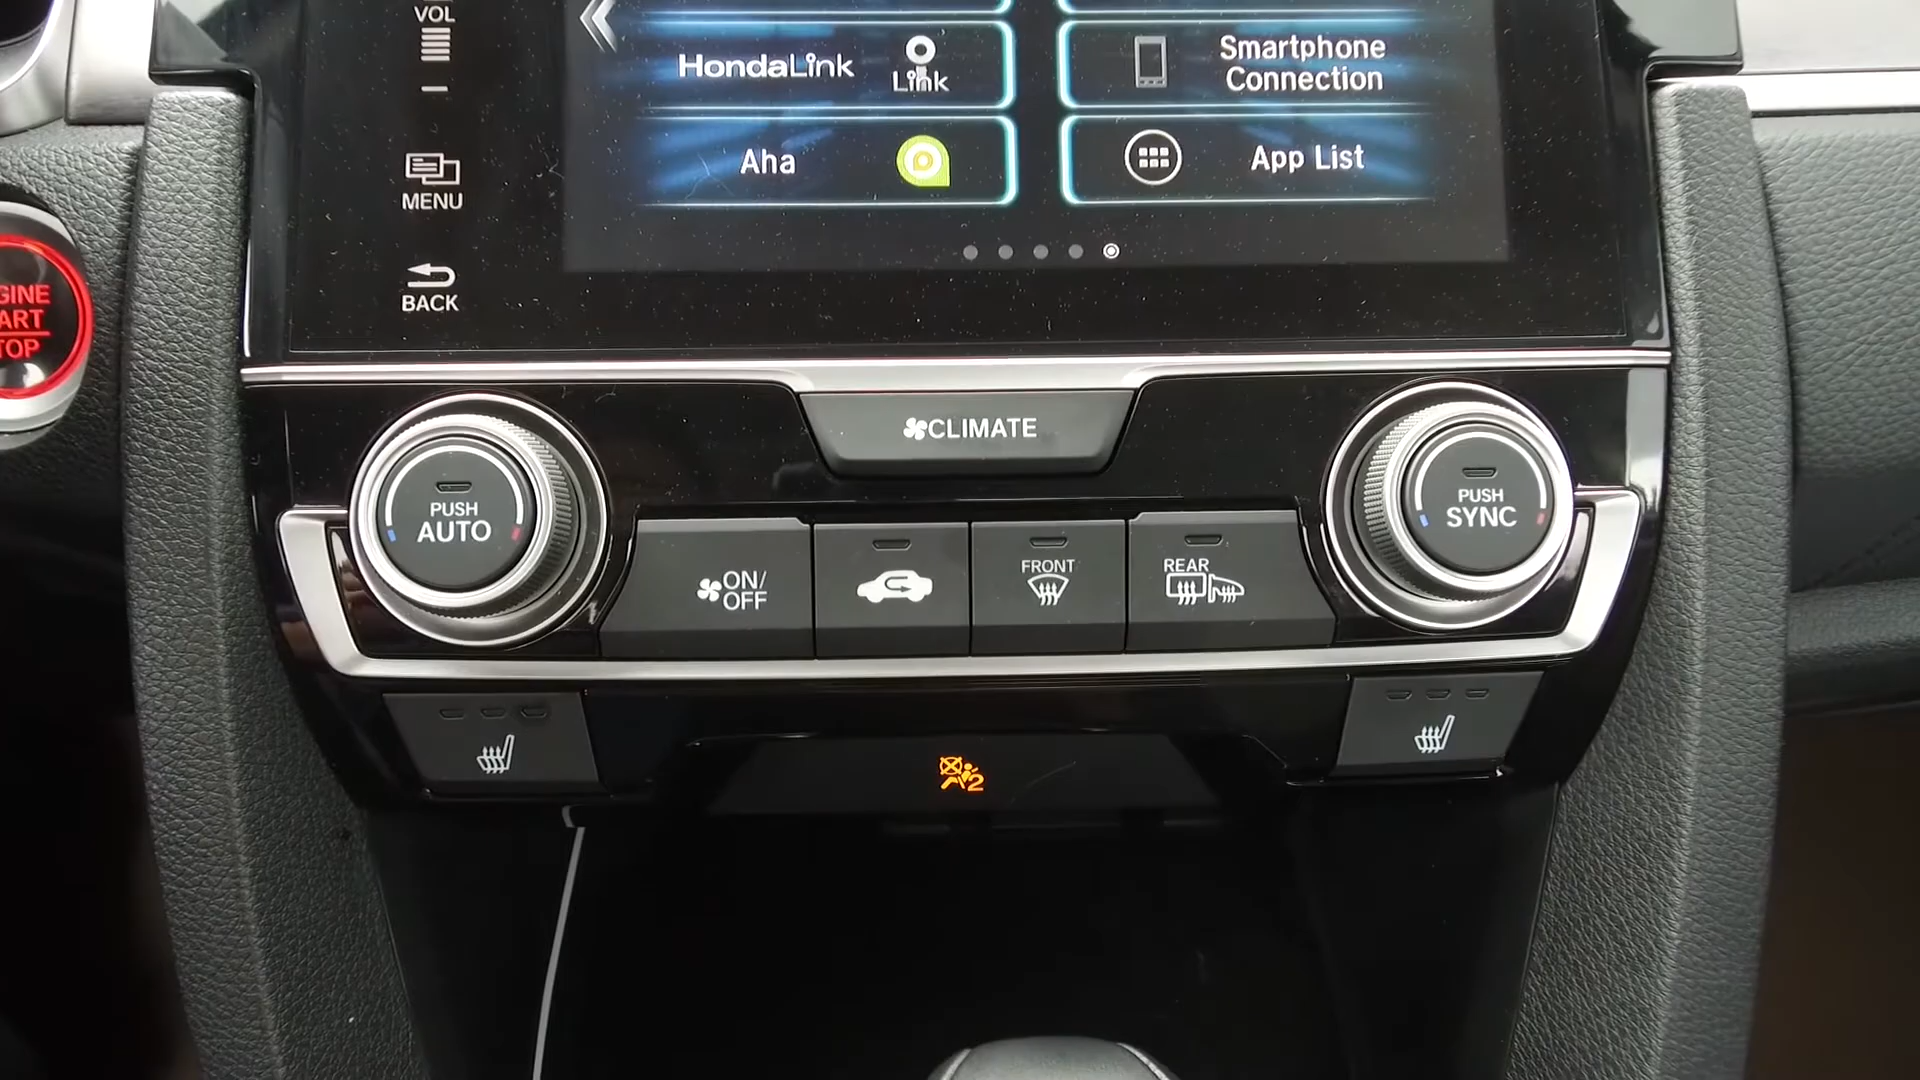 VOL
HondaLink
Link
Smartphone
Connection
Aha
App List
MENU
BACK
GINE
ART
TOP
CLIMATE
PUSH
AUTO
PUSH
SYNC
ON/
OFF
FRONT
REAR
2